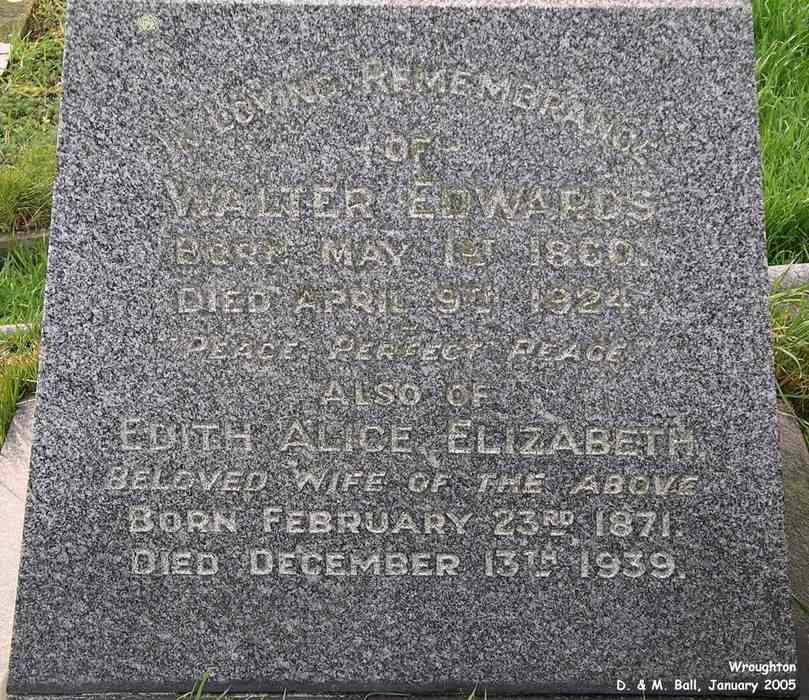 In Loving Remembrance
- of -
Walter Edwards
Born May 1st 1860.
Died April 9th 1924.
"Peace, Perfect Peace"
Also of
Edith Alice Elizabeth,
Beloved Wife of the Above
Born February 23rd 1871.
Died December 13th 1939.
Wroughton
D. & M. Ball, January 2005